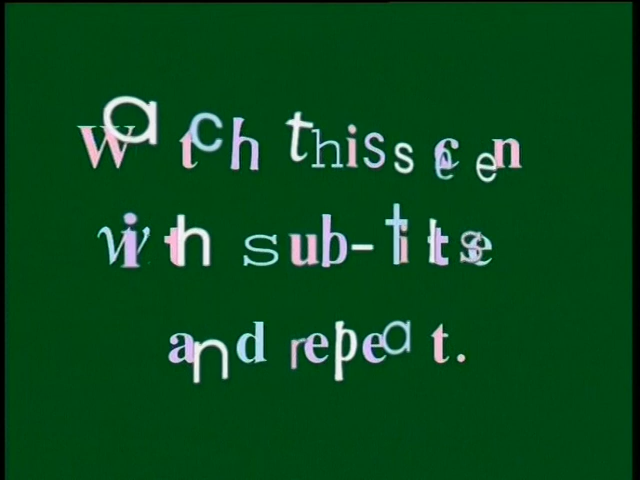 Watch this scene
with sub-titles
and repeat.